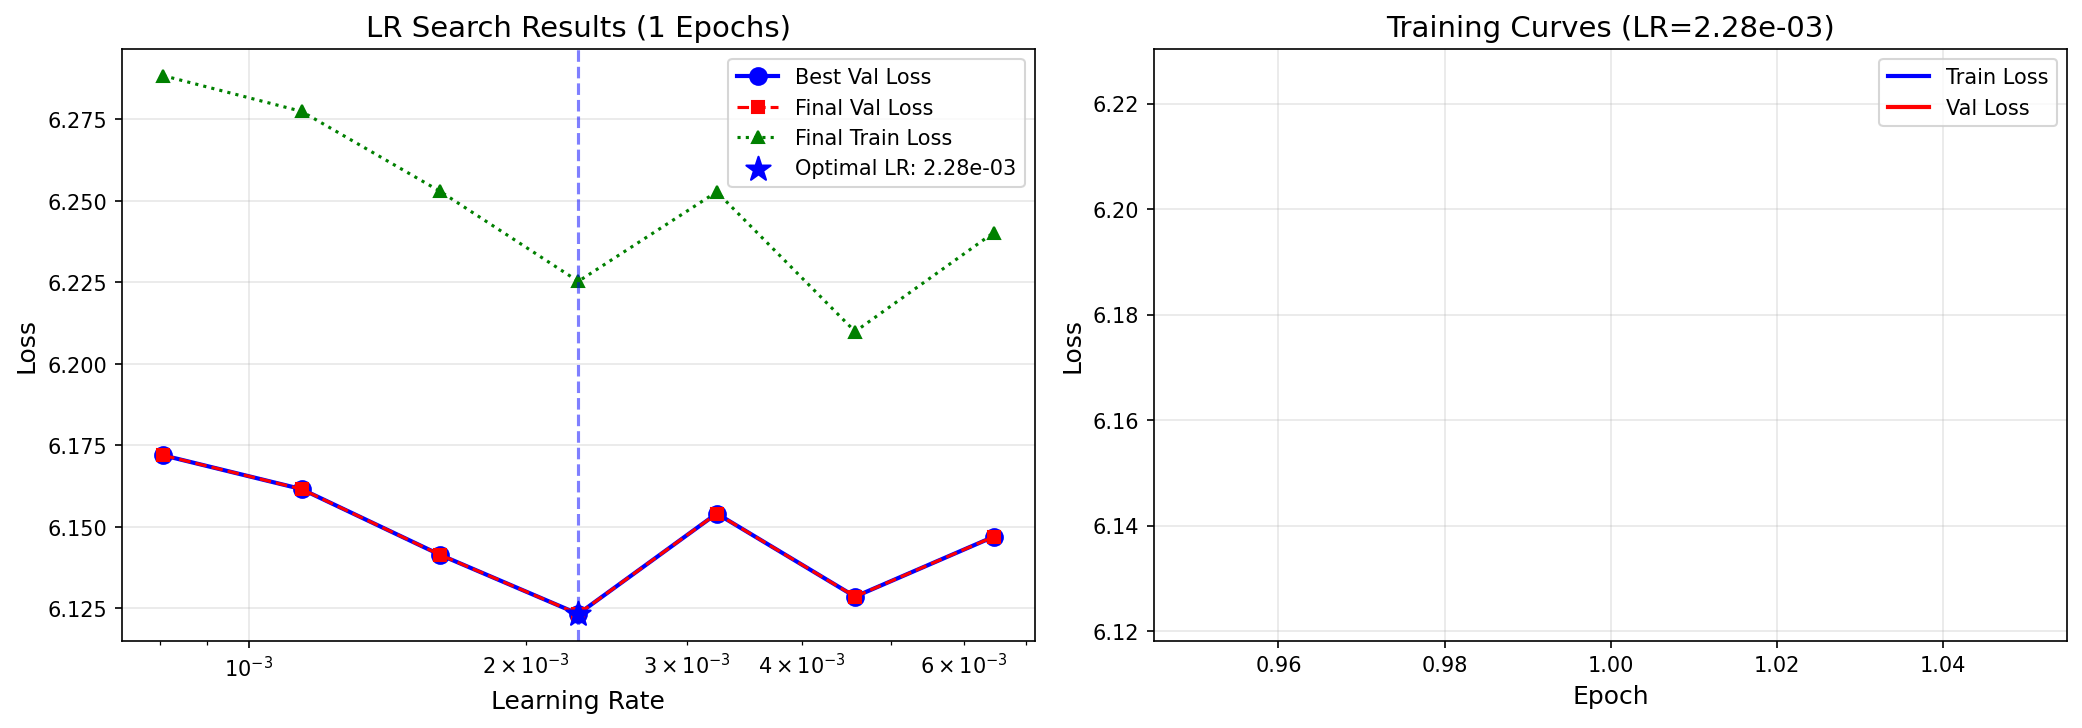 LR Search Results (1 Epochs)
Best Val Loss
Final Val Loss
Final Train Loss
Optimal LR: 2.28e-03
6.275
6.250
6.225
6.200
6.175
6.150
6.125
Loss
10⁻³
2 × 10⁻³
3 × 10⁻³
4 × 10⁻³
6 × 10⁻³
Learning Rate
Training Curves (LR=2.28e-03)
Train Loss
Val Loss
6.22
6.20
6.18
6.16
6.14
6.12
Loss
0.96
0.98
1.00
1.02
1.04
Epoch